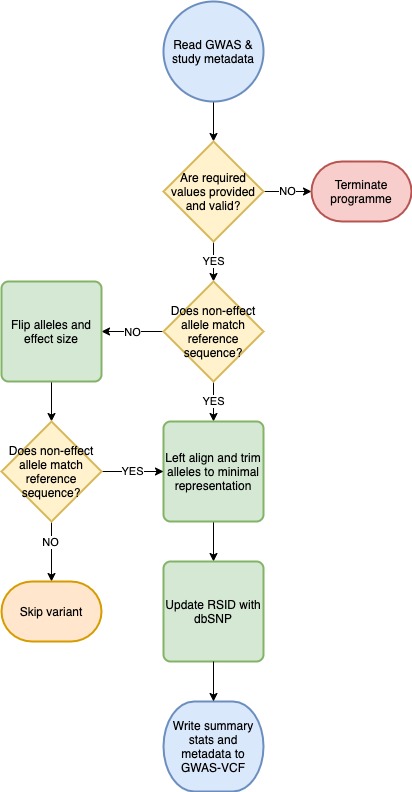 Read GWAS &
study metadata
Are required
values provided
and valid?
NO
Terminate
programme
YES
Does non-effect
allele match
reference
sequence?
NO
Flip alleles and
effect size
YES
Does non-effect
allele match
reference
sequence?
YES
Left align and trim
alleles to minimal
representation
NO
Skip variant
Update RSID with
dbSNP
Write summary
stats and
metadata to
GWAS-VCF